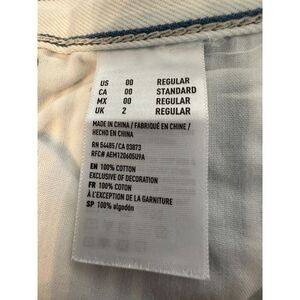 US 00 REGULAR
CA 00 STANDARD
MX 00 REGULAR
UK 2 REGULAR
MADE IN CHINA / FABRIQUÉ EN CHINE /
HECHO EN CHINA
RN 54485/CA 03873
RFC# AEM120605U9A
EN 100% COTTON
EXCLUSIVE OF DECORATION
FR 100% COTON
À L'EXCEPTION DE LA GARNITURE
SP 100% algodón